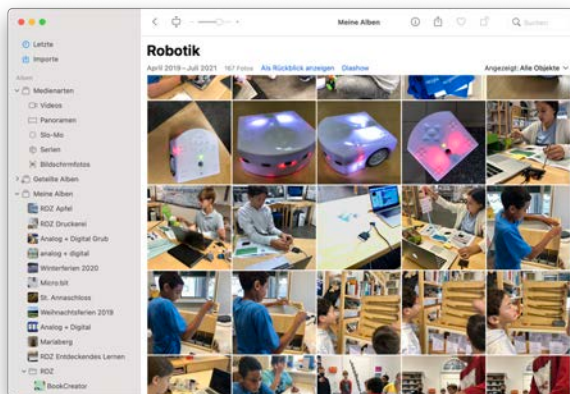 Meine Alben
Suchen
Letzte
Importe
Alben
Medienarten
Videos
Panoramen
Slo-Mo
Serien
Bildschirmfotos
Geteilte Alben
Meine Alben
RDZ Apfel
RDZ Druckerei
Analog + Digital Grub
analog + digital
Winterferien 2020
Micro:bit
St. Annaschloss
Weihnachtsferien 2019
Analog + Digital
Mariaberg
RDZ Entdeckendes Lernen
RDZ
BookCreator
Robotik
April 2019 – Juli 2021 167 Fotos Als Rückblick anzeigen Diashow Angezeigt: Alle Objekte